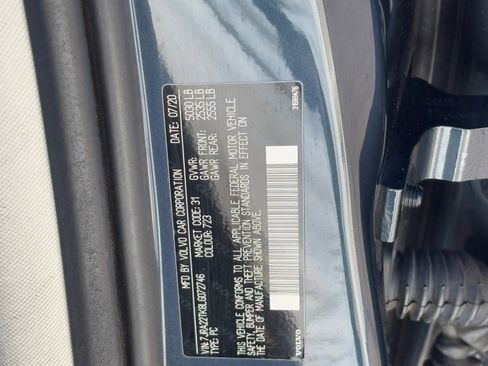 MFD BY VOLVO CAR CORPORATION DATE: 07/20
GVWR: 5030 LB
GAWR FRONT: 2535 LB
GAWR REAR: 2555 LB
MARKET CODE: 31
COLOUR: 723
VIN: 7JRA22TK8LG072746
TYPE: PC
THIS VEHICLE CONFORMS TO ALL APPLICABLE FEDERAL MOTOR VEHICLE
SAFETY, BUMPER AND THEFT PREVENTION STANDARDS IN EFFECT ON
THE DATE OF MANUFACTURE SHOWN ABOVE.
VOLVO
31699476